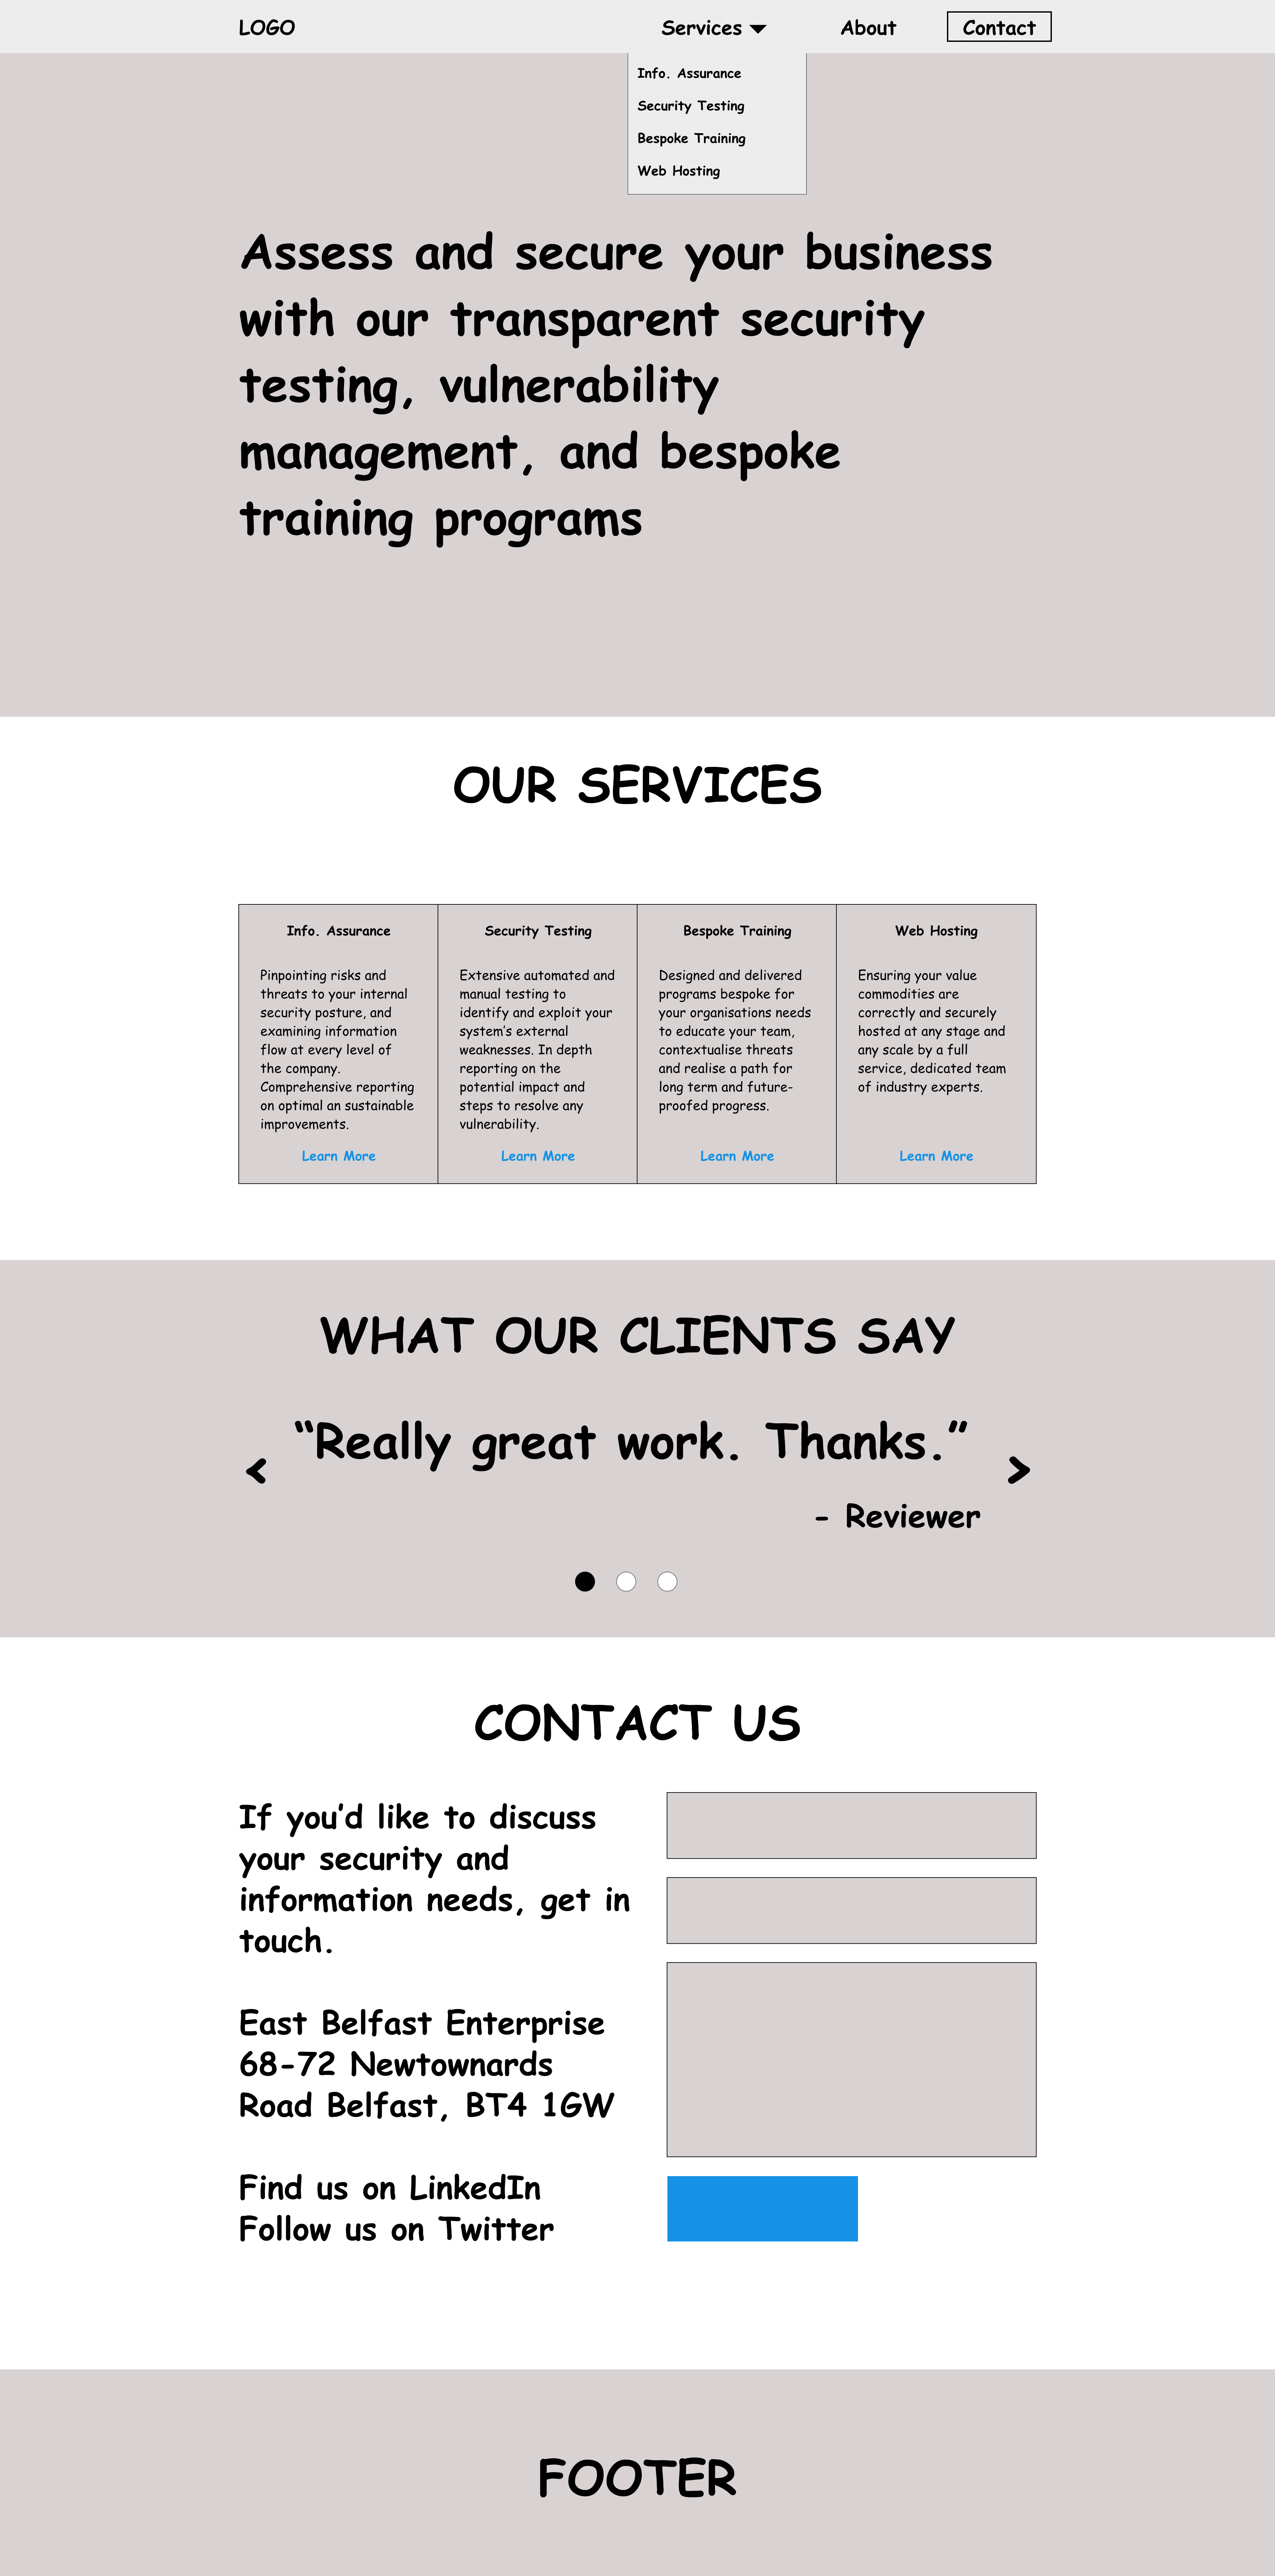 LOGO
Services
About
Contact
Info. Assurance
Security Testing
Bespoke Training
Web Hosting
Assess and secure your business
with our transparent security
testing, vulnerability
management, and bespoke
training programs
OUR SERVICES
Info. Assurance
Pinpointing risks and
threats to your internal
security posture, and
examining information
flow at every level of
the company.
Comprehensive reporting
on optimal an sustainable
improvements.
Learn More
Security Testing
Extensive automated and
manual testing to
identify and exploit your
system's external
weaknesses. In depth
reporting on the
potential impact and
steps to resolve any
vulnerability.
Learn More
Bespoke Training
Designed and delivered
programs bespoke for
your organisations needs
to educate your team,
contextualise threats
and realise a path for
long term and future-
proofed progress.
Learn More
Web Hosting
Ensuring your value
commodities are
correctly and securely
hosted at any stage and
any scale by a full
service, dedicated team
of industry experts.
Learn More
WHAT OUR CLIENTS SAY
“Really great work. Thanks.”
- Reviewer
< >
CONTACT US
If you'd like to discuss
your security and
information needs, get in
touch.
East Belfast Enterprise
68-72 Newtownards
Road Belfast, BT4 1GW
Find us on LinkedIn
Follow us on Twitter
FOOTER